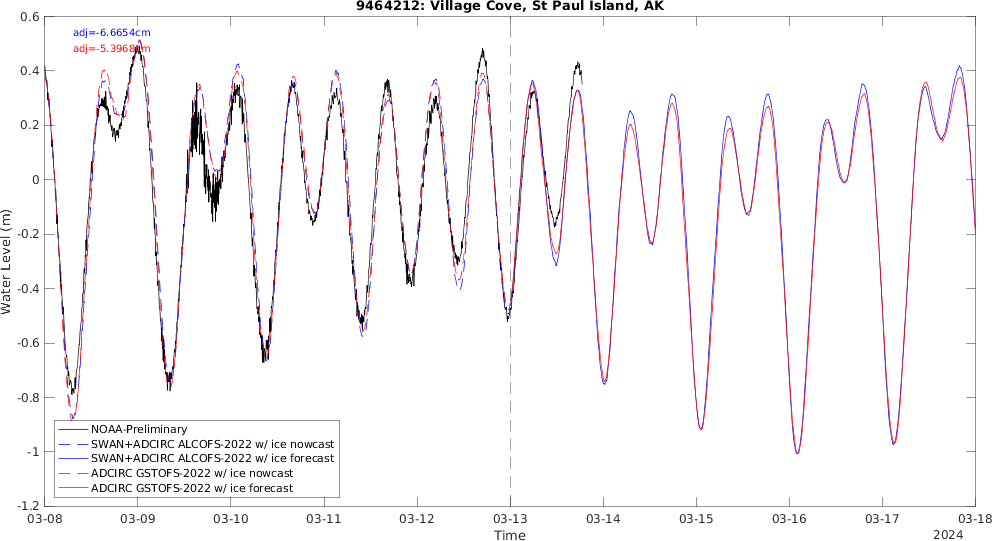 9464212: Village Cove, St Paul Island, AK
adj=-6.6654cm
adj=-5.3968cm
Water Level (m)
0.6
0.4
0.2
0
-0.2
-0.4
-0.6
-0.8
-1
-1.2
NOAA-Preliminary
SWAN+ADCIRC ALCOFS-2022 w/ ice nowcast
SWAN+ADCIRC ALCOFS-2022 w/ ice forecast
ADCIRC GSTOFS-2022 w/ ice nowcast
ADCIRC GSTOFS-2022 w/ ice forecast
03-08 03-09 03-10 03-11 03-12 03-13 03-14 03-15 03-16 03-17 03-18
Time
2024